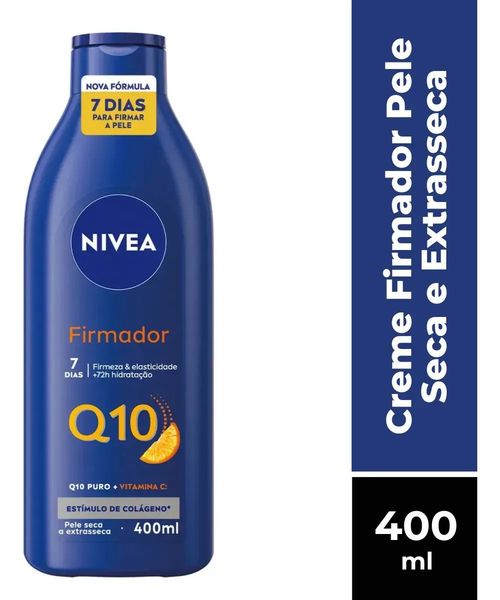 NOVA FÓRMULA
7 DIAS
PARA FIRMAR
A PELE
NIVEA
Firmador
7
DIAS
Firmeza & elasticidade
+72h hidratação
Q10
Q10 PURO + VITAMINA C:
ESTÍMULO DE COLÁGENO*
Pele seca
a extrasseca
· 400ml
Creme Firmador Pele
Seca e Extrasseca
400
ml